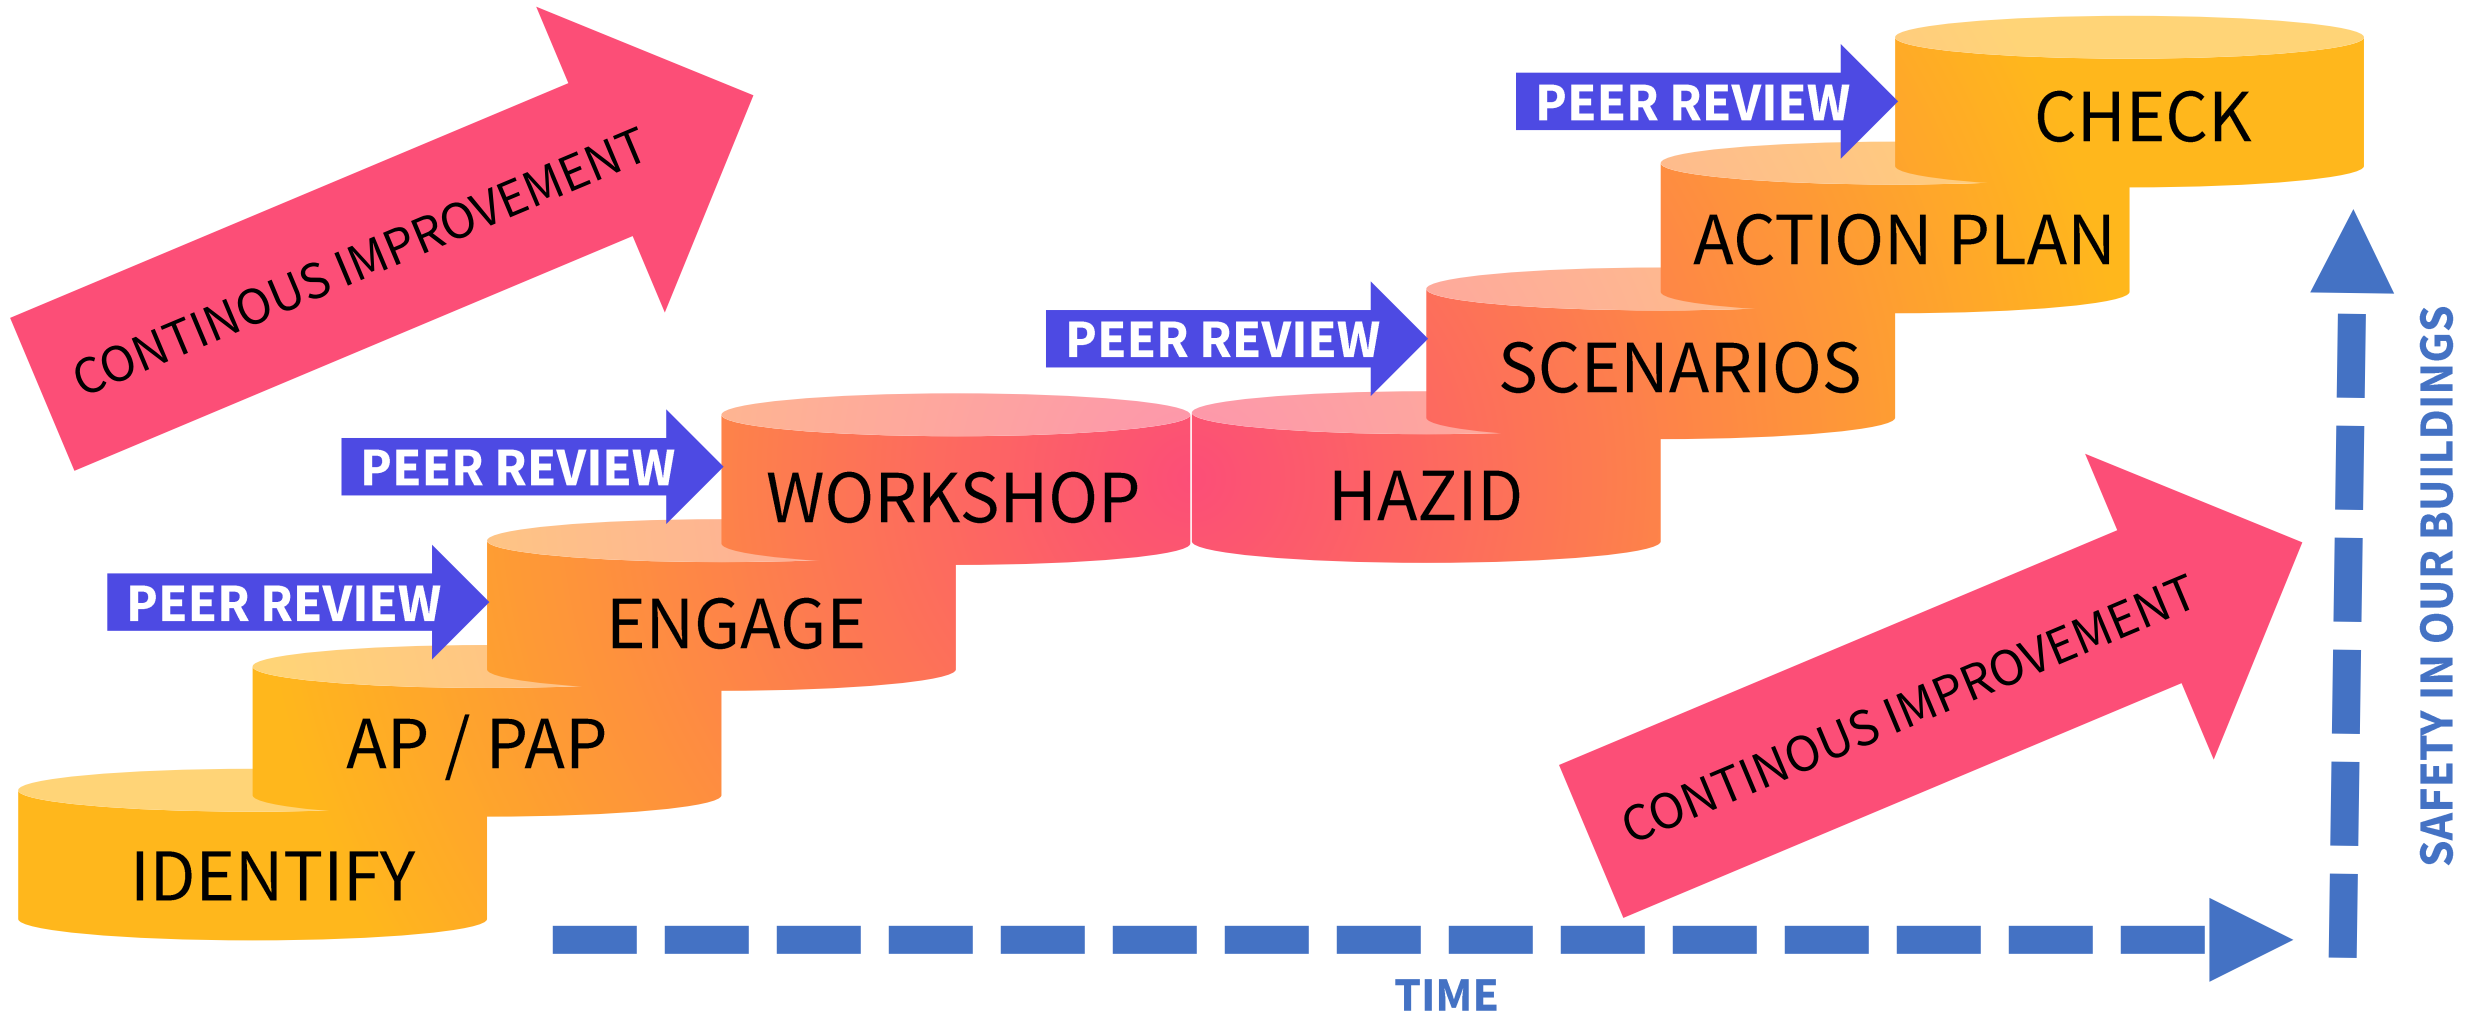 CONTINOUS IMPROVEMENT
PEER REVIEW
CHECK
ACTION PLAN
PEER REVIEW
SCENARIOS
PEER REVIEW
WORKSHOP
HAZID
PEER REVIEW
ENGAGE
AP / PAP
IDENTIFY
CONTINOUS IMPROVEMENT
SAFETY IN OUR BUILDINGS
TIME